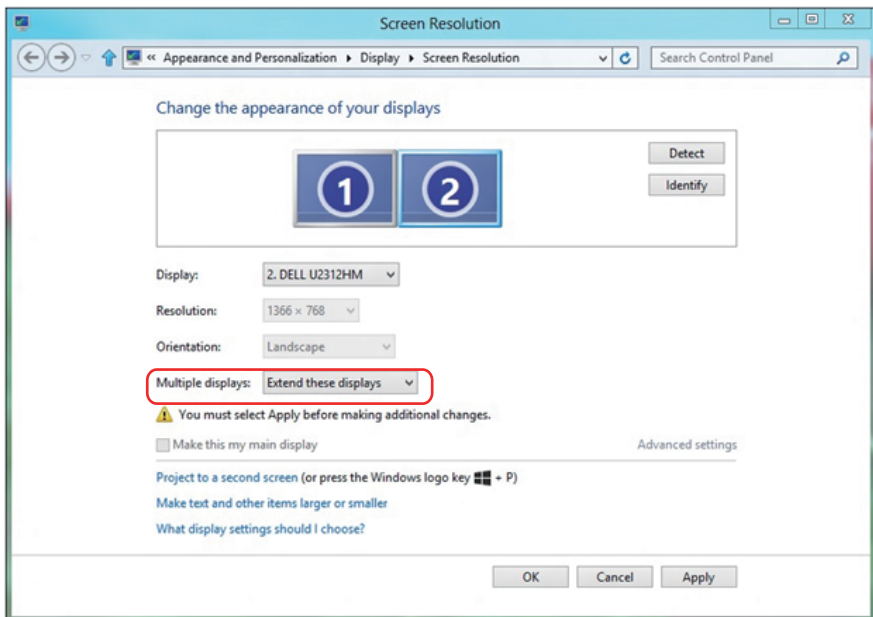 Screen Resolution
« Appearance and Personalization Display Screen Resolution Search Control Panel
Change the appearance of your displays
1 2
Detect
Identify
Display: 2. DELL U2312HM
Resolution: 1366 × 768
Orientation: Landscape
Multiple displays: Extend these displays
You must select Apply before making additional changes.
Make this my main display Advanced settings
Project to a second screen (or press the Windows logo key + P)
Make text and other items larger or smaller
What display settings should I choose?
OK Cancel Apply